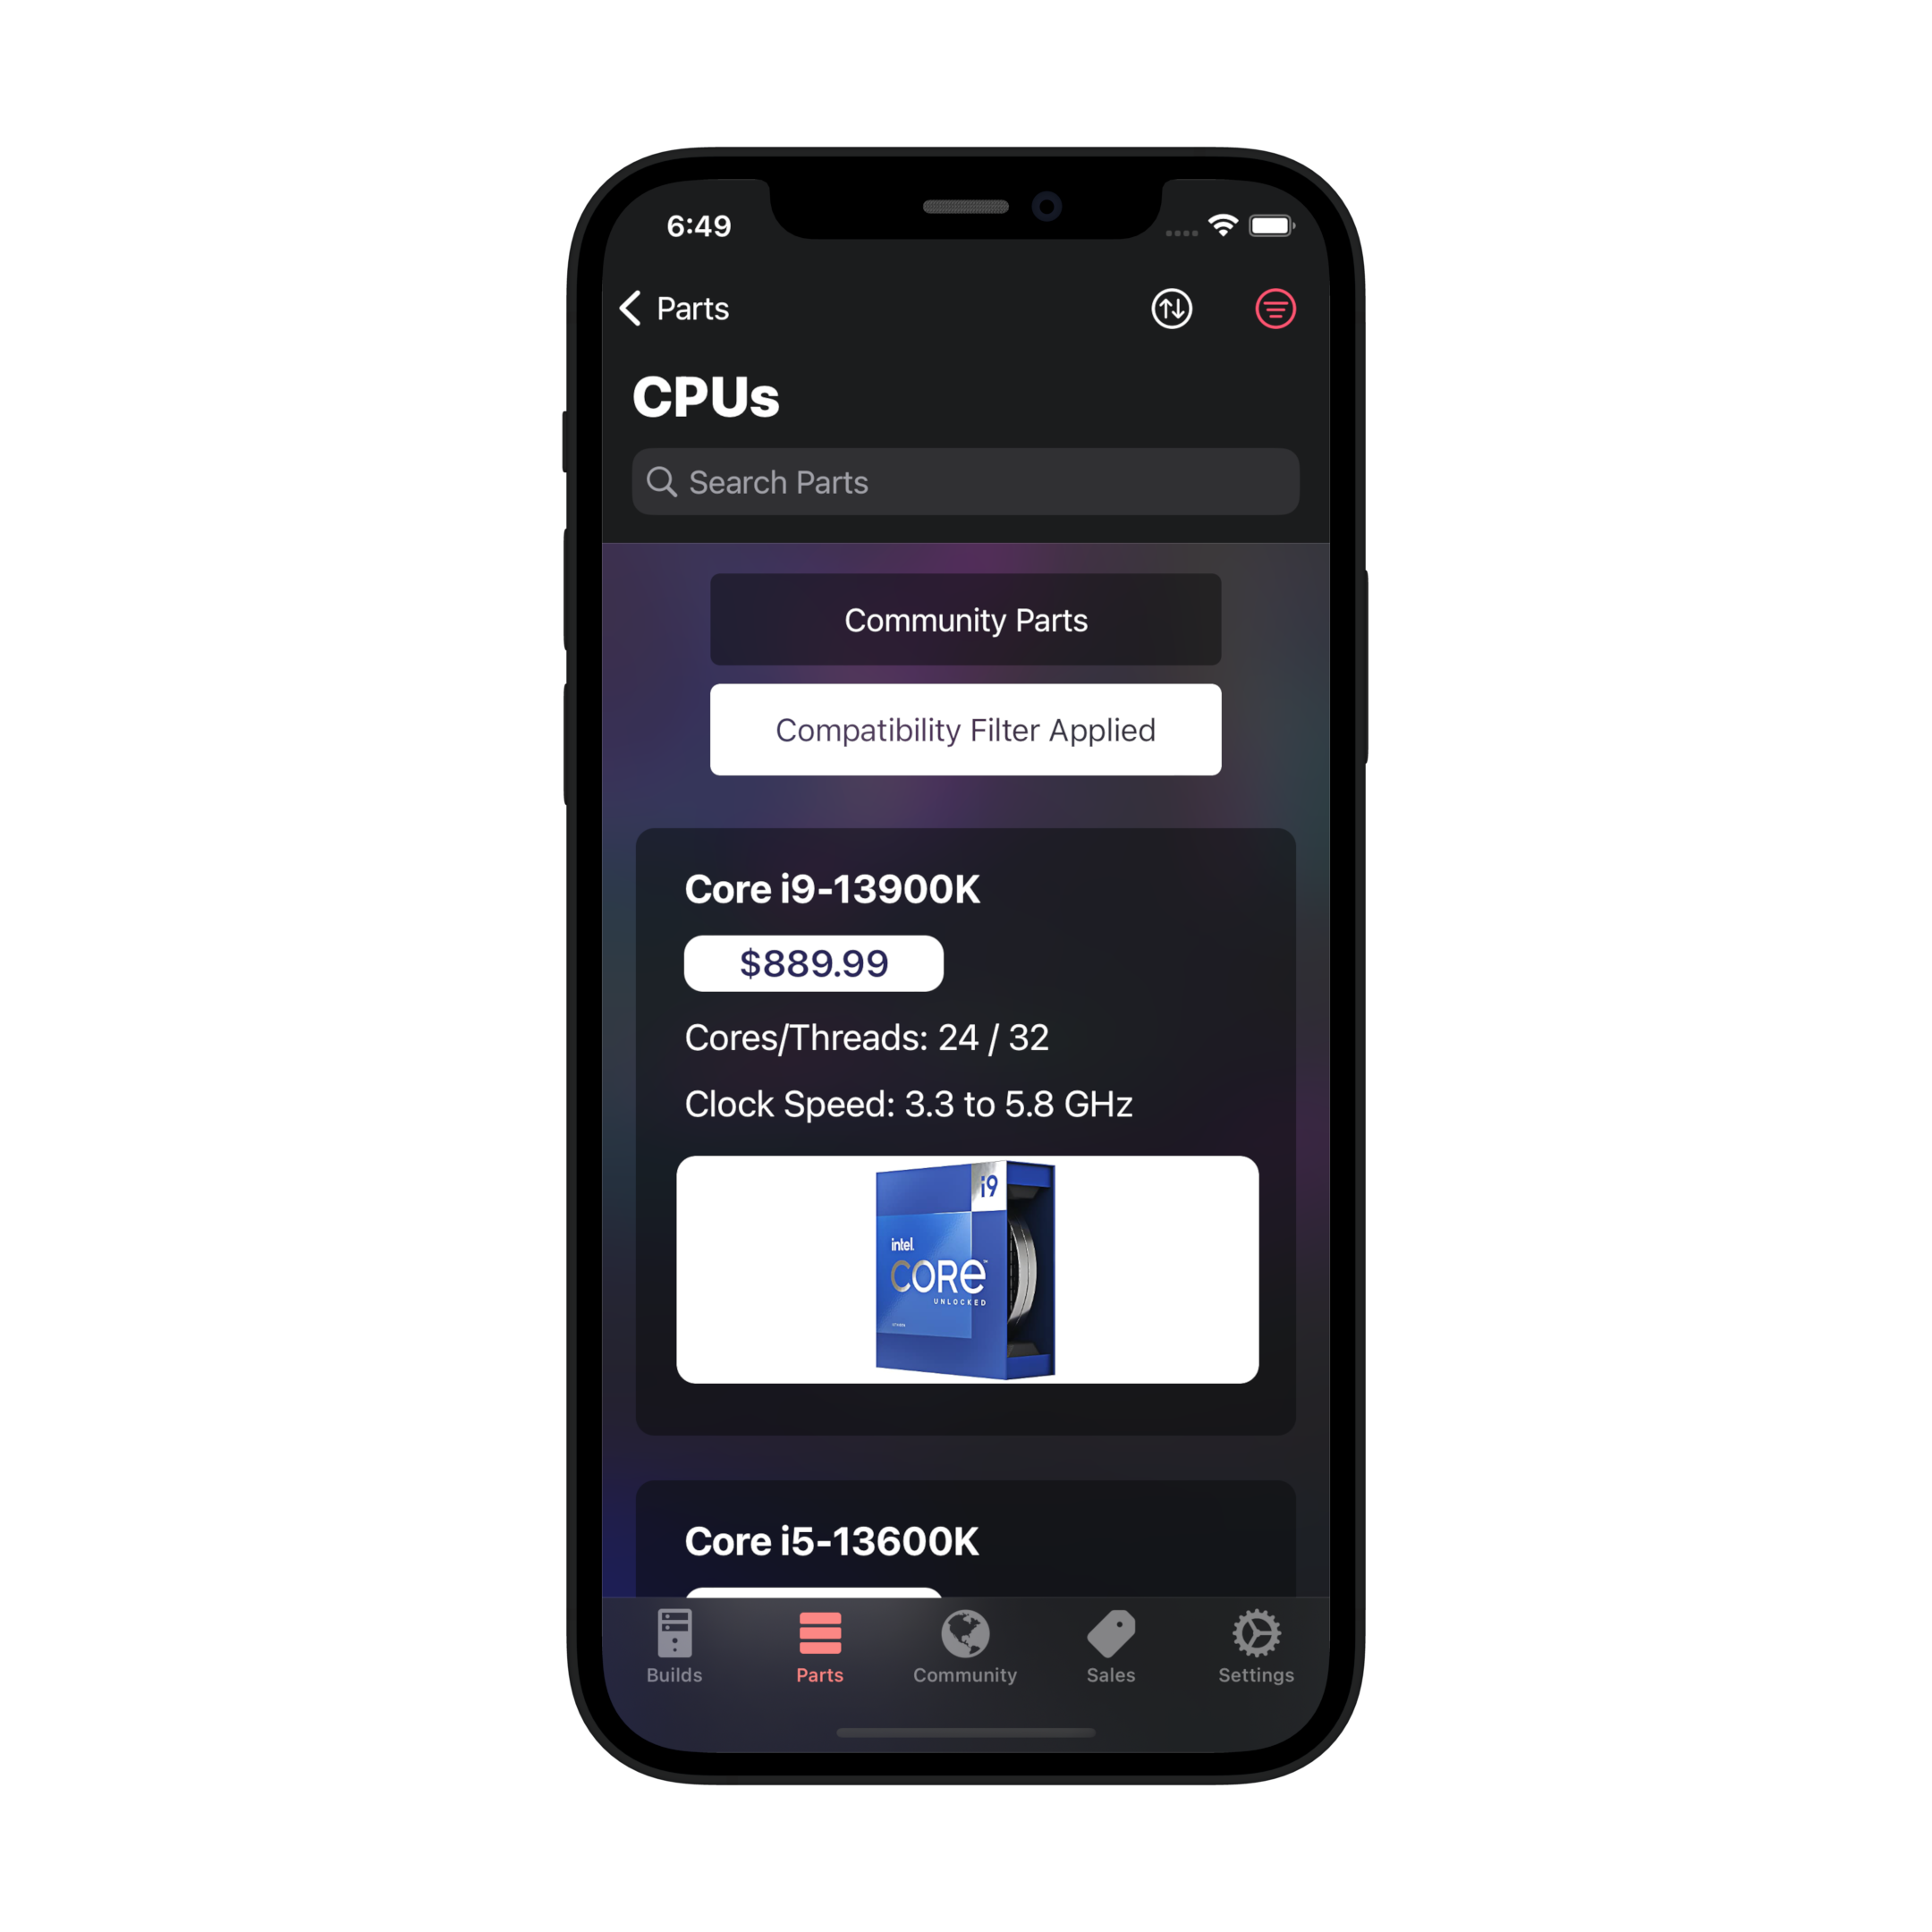 6:49
Parts
CPUs
Search Parts
Community Parts
Compatibility Filter Applied
Core i9-13900K
$889.99
Cores/Threads: 24 / 32
Clock Speed: 3.3 to 5.8 GHz
i9
intel.
CORE
UNLOCKED
Core i5-13600K
Builds
Parts
Community
Sales
Settings